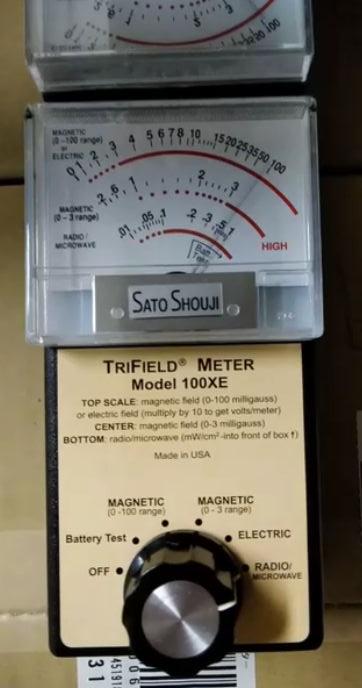 MAGNETIC
(0-100 range)
or
ELECTRIC
0 1 2 3 4 5 6 7 8 10 15 20 25 35 50 100
MAGNETIC
(0-3 range)
.2 .6 1 2 3
RADIO/
MICROWAVE
.01 .05 .1 .2 .3 .5 1
HIGH
Batt.
Test
SATO SHOUJI
TRIFIELD® METER
Model 100XE
TOP SCALE: magnetic field (0-100 milligauss)
or electric field (multiply by 10 to get volts/meter)
CENTER: magnetic field (0-3 milligauss)
BOTTOM: radio/microwave (mW/cm²-into front of box ↑)
Made in USA
MAGNETIC
(0-100 range)
MAGNETIC
(0-3 range)
Battery Test
ELECTRIC
OFF
RADIO/
MICROWAVE